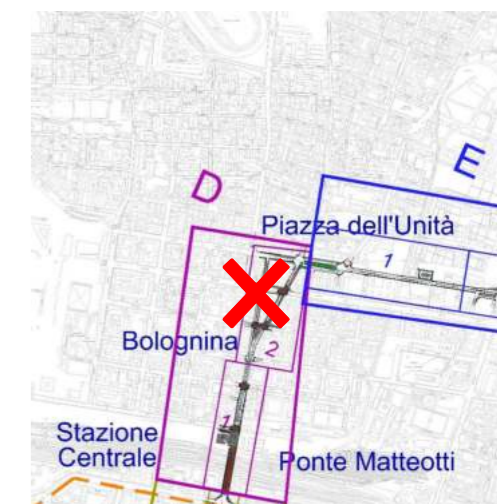 D
E
Piazza dell'Unità
1
Bolognina
2
1
Stazione
Centrale
Ponte Matteotti